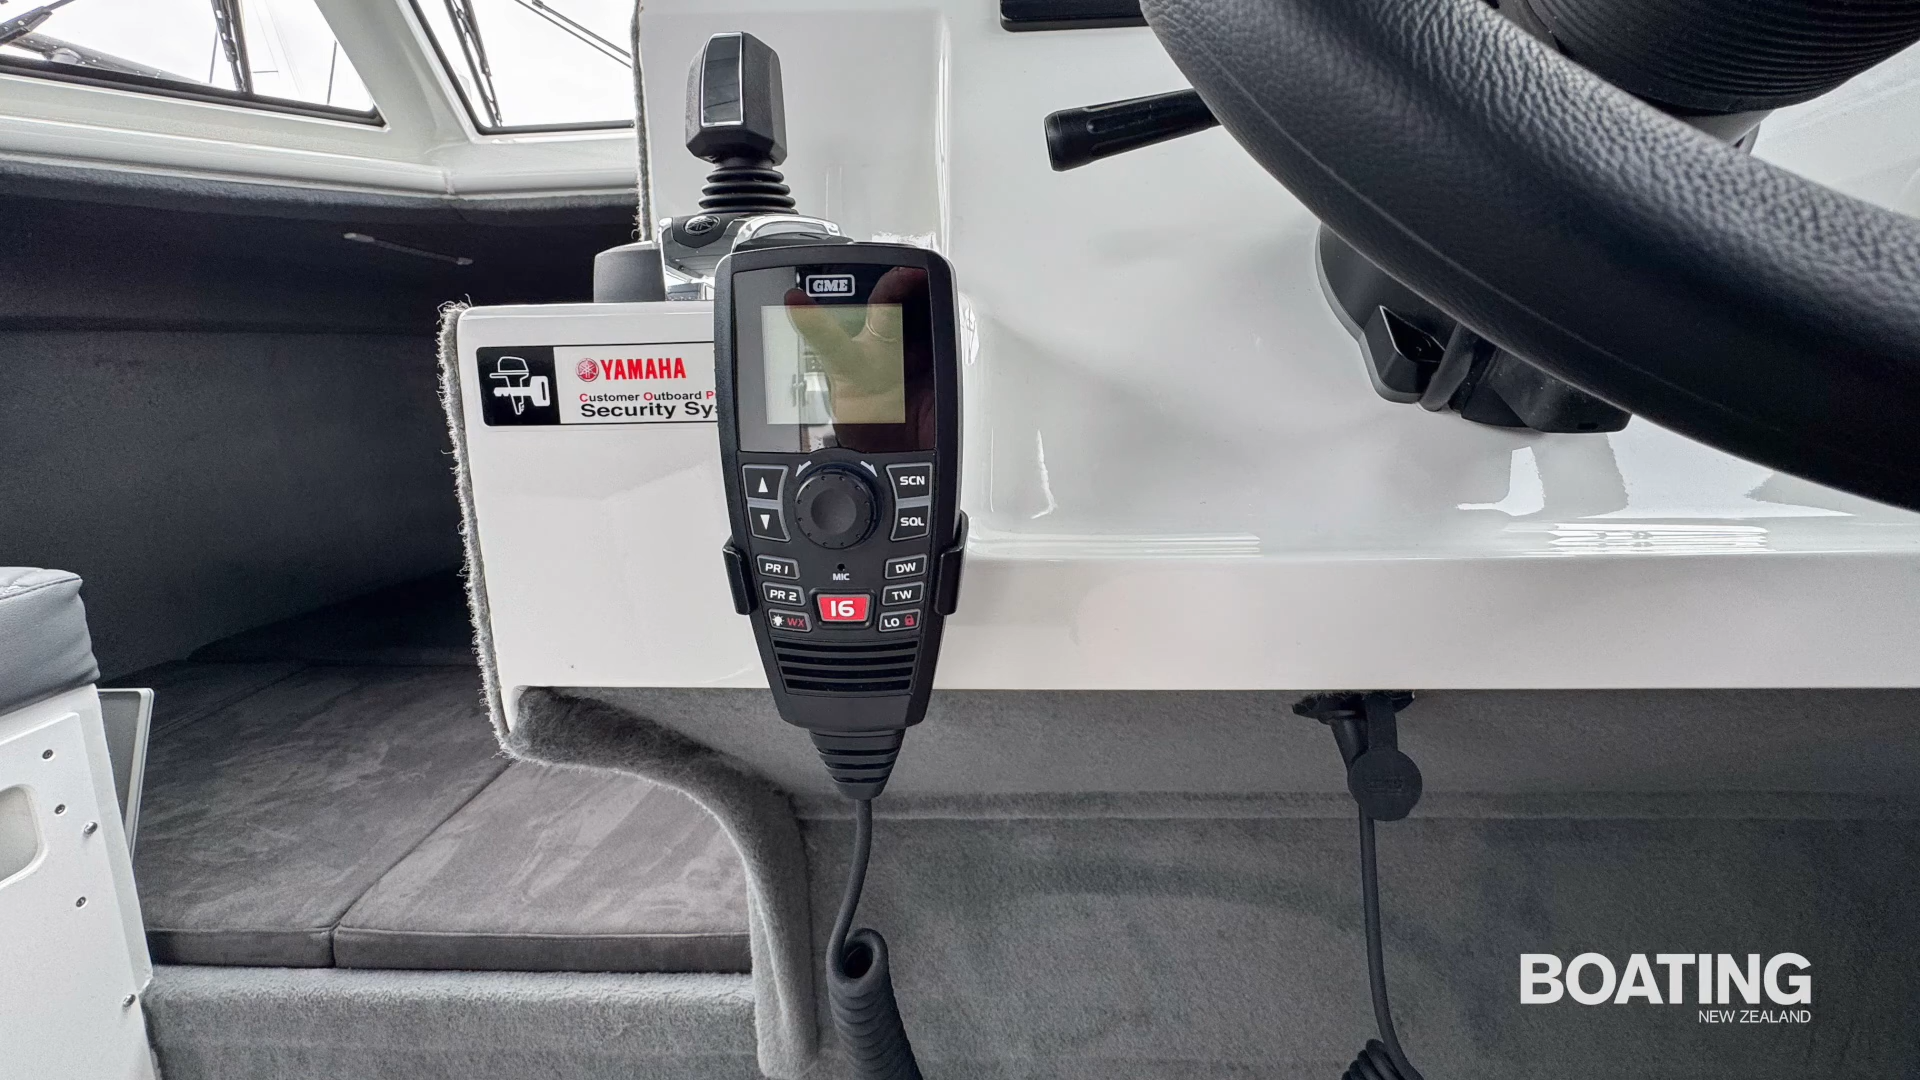 GME
YAMAHA
Customer Outboard P
Security Sys
SCN
SQL
PR 1
MIC
DW
PR 2
16
TW
WX
LO
BOATING
NEW ZEALAND